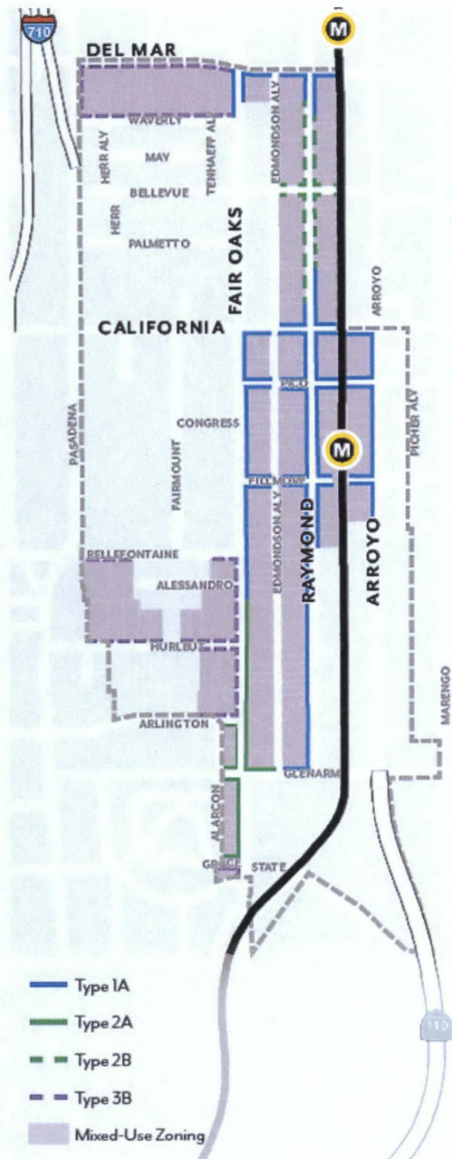 M
710
DEL MAR
WAVERLY
HERR ALY
MAY
TENHAEFF ALY
EDMONDSON ALY
BELLEVUE
HERR
PALMETTO
FAIR OAKS
ARROYO
CALIFORNIA
PICO
PASADENA
CONGRESS
PICHER ALY
M
FAIRMOUNT
FILLMORE
EDMONDSON ALY
RAYMOND
ARROYO
BELLEFONTAINE
ALESSANDRO
HURLBUT
MARENGO
ARLINGTON
GLENARM
ALARCON
GRACE
STATE
Type 1A
Type 2A
110
Type 2B
Type 3B
Mixed-Use Zoning